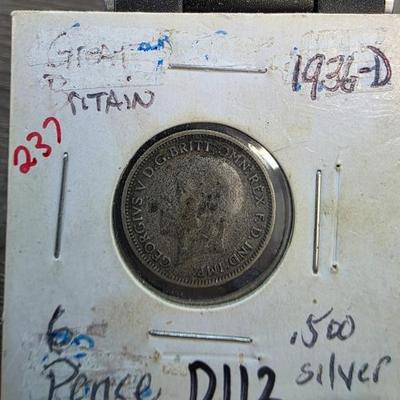 Great
Britain
1936-D
237
GEORGIVS V D.G.BRITT:OMN:REX F.D.IND:IMP:
6
Pence
D112
.500
silver